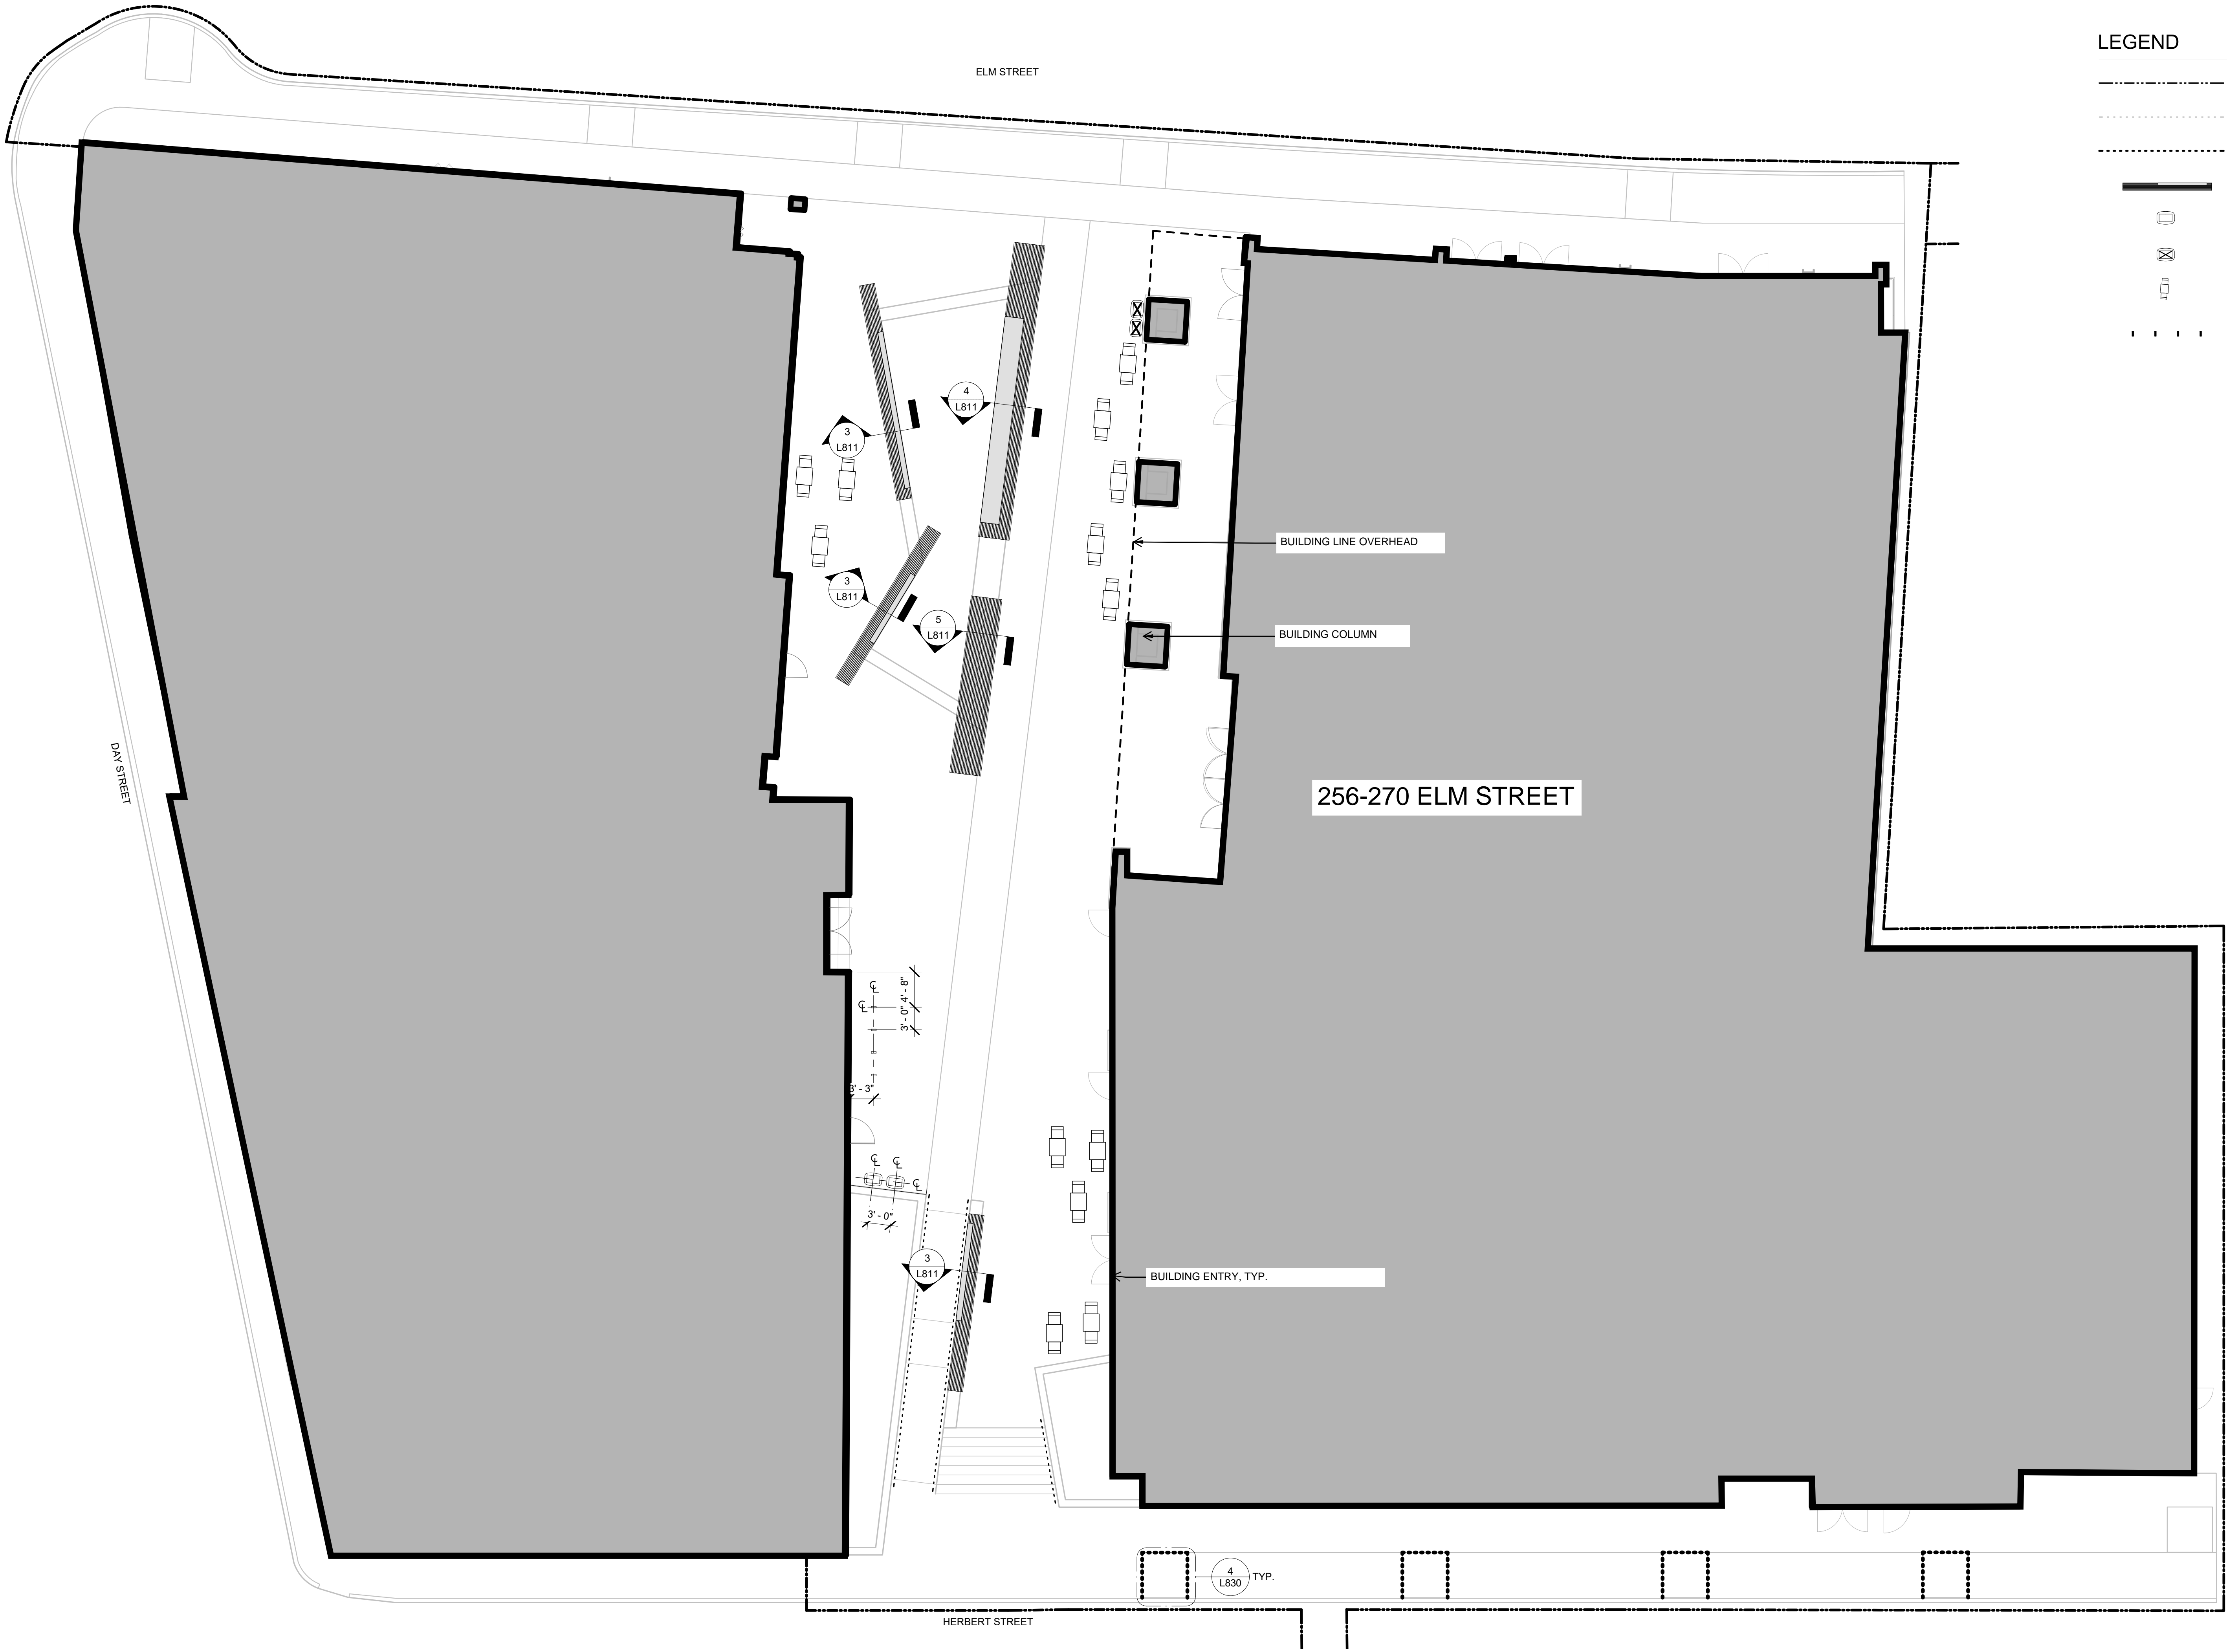 LEGEND
ELM STREET
4
L811
3
L811
BUILDING LINE OVERHEAD
3
L811
5
L811
BUILDING COLUMN
DAY STREET
256-270 ELM STREET
4' - 8"
3' - 0"
3' - 3"
3' - 0"
3
L811
BUILDING ENTRY, TYP.
4
L830
TYP.
HERBERT STREET